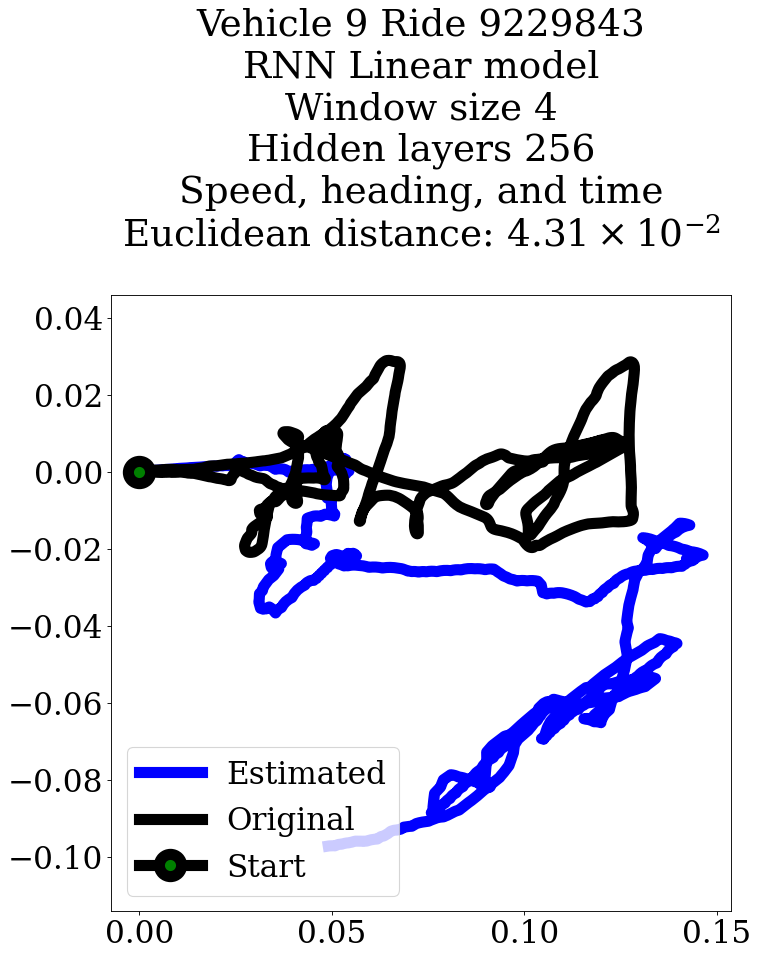 Vehicle 9 Ride 9229843
RNN Linear model
Window size 4
Hidden layers 256
Speed, heading, and time
Euclidean distance: 4.31 × 10⁻²
0.04
0.02
0.00
−0.02
−0.04
−0.06
−0.08
−0.10
Estimated
Original
Start
0.00 0.05 0.10 0.15